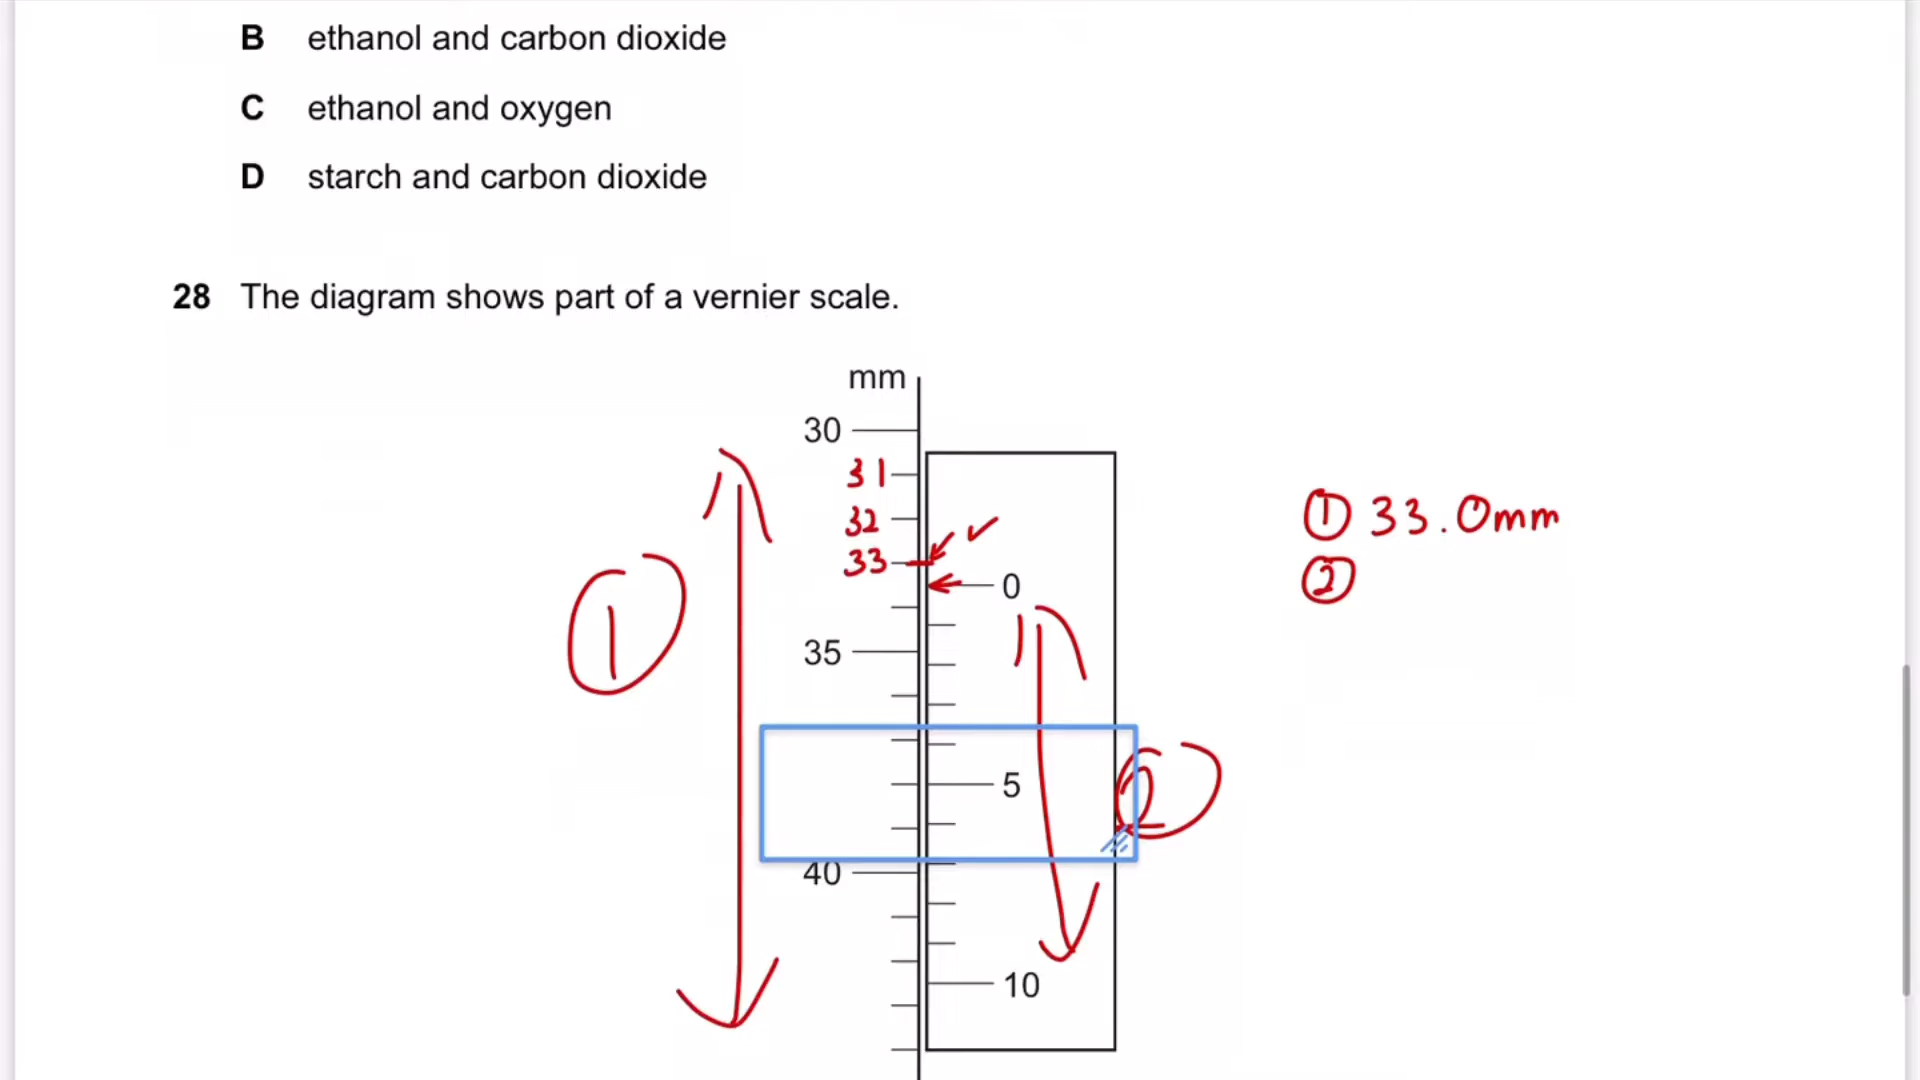 B ethanol and carbon dioxide
C ethanol and oxygen
D starch and carbon dioxide
28 The diagram shows part of a vernier scale.
mm
30
31
32
33
0
35
5
40
10
1
2
① 33.0mm
②